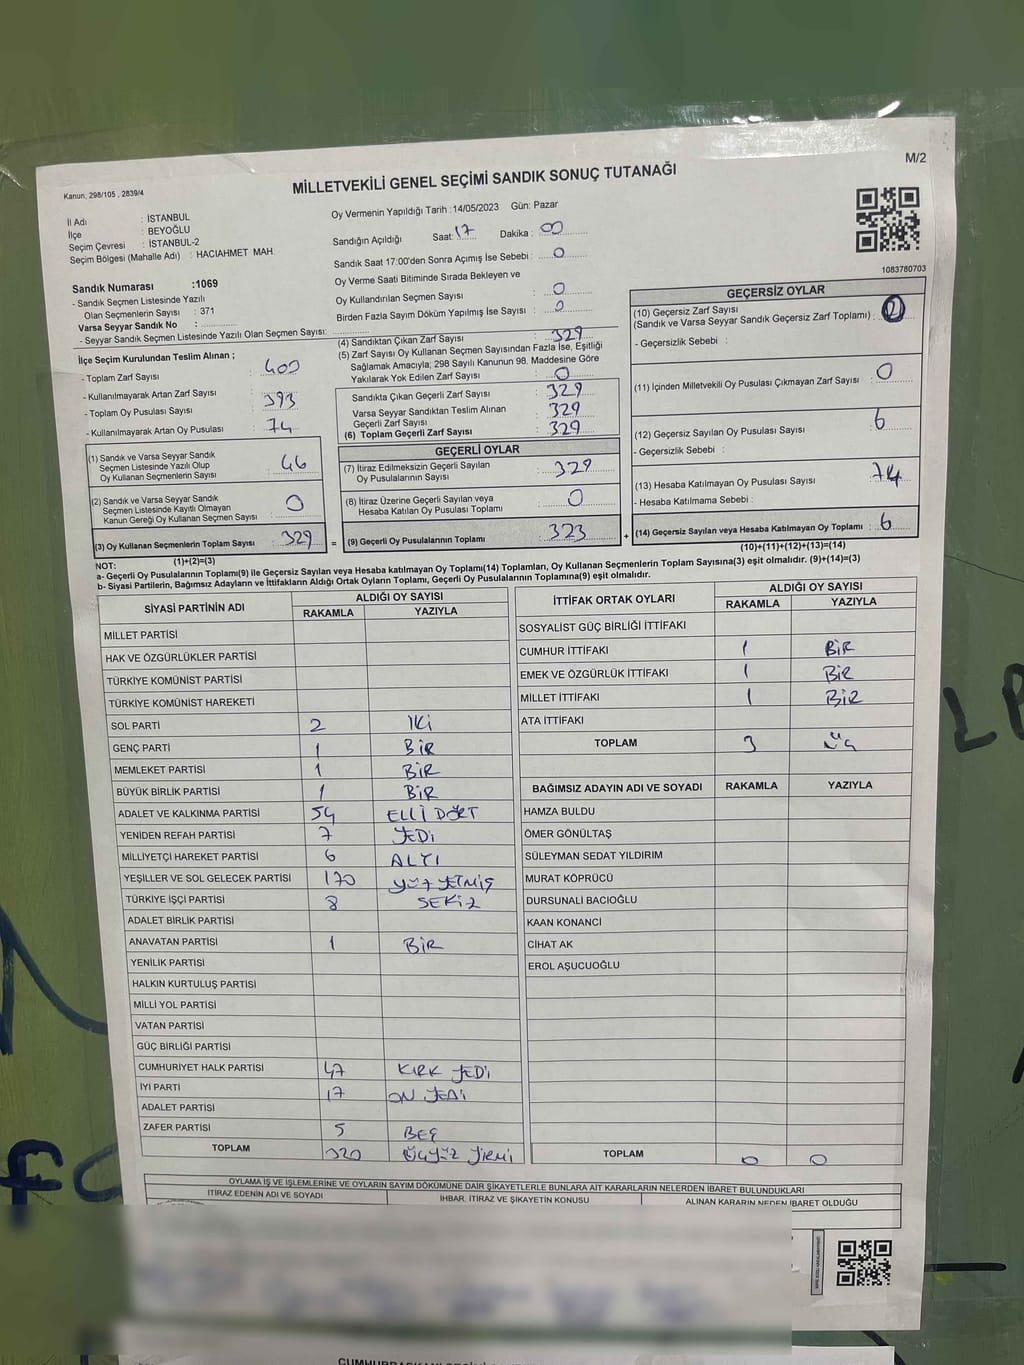 M/2
Kanun, 298/105 , 2839/4
MİLLETVEKİLİ GENEL SEÇİMİ SANDIK SONUÇ TUTANAĞI
İl Adı : İSTANBUL
İlçe : BEYOĞLU
Seçim Çevresi : İSTANBUL-2
Seçim Bölgesi (Mahalle Adı) : HACIAHMET MAH.
Sandık Numarası :1069
- Sandık Seçmen Listesinde Yazılı
Olan Seçmenlerin Sayısı : 371
Varsa Seyyar Sandık No :
- Seyyar Sandık Seçmen Listesinde Yazılı Olan Seçmen Sayısı:
Oy Vermenin Yapıldığı Tarih :14/05/2023 Gün: Pazar
Sandığın Açıldığı Saat: 17 Dakika : 00
Sandık Saat 17:00'den Sonra Açımış İse Sebebi : 0
Oy Verme Saati Bitiminde Sırada Bekleyen ve
Oy Kullandırılan Seçmen Sayısı : 0
Birden Fazla Sayım Döküm Yapılmış İse Sayısı : 0
1083780703
İlçe Seçim Kurulundan Teslim Alınan ;
- Toplam Zarf Sayısı : 400
- Kullanılmayarak Artan Zarf Sayısı : 393
- Toplam Oy Pusulası Sayısı
- Kullanılmayarak Artan Oy Pusulası : 74
(1) Sandık ve Varsa Seyyar Sandık
Seçmen Listesinde Yazılı Olup
Oy Kullanan Seçmenlerin Sayısı : 46
(2) Sandık ve Varsa Seyyar Sandık
Seçmen Listesinde Kayıtlı Olmayan
Kanun Gereği Oy Kullanan Seçmen Sayısı : 0
(3) Oy Kullanan Seçmenlerin Toplam Sayısı : 329
(1)+(2)=(3)
(4) Sandıktan Çıkan Zarf Sayısı : 329
(5) Zarf Sayısı Oy Kullanan Seçmen Sayısından Fazla İse, Eşitliği
Sağlamak Amacıyla; 298 Sayılı Kanunun 98. Maddesine Göre
Yakılarak Yok Edilen Zarf Sayısı : 0
Sandıkta Çıkan Geçerli Zarf Sayısı : 329
Varsa Seyyar Sandıktan Teslim Alınan
Geçerli Zarf Sayısı : 329
(6) Toplam Geçerli Zarf Sayısı : 329
GEÇERLİ OYLAR
(7) İtiraz Edilmeksizin Geçerli Sayılan
Oy Pusulalarının Sayısı : 329
(8) İtiraz Üzerine Geçerli Sayılan veya
Hesaba Katılan Oy Pusulası Toplamı : 0
= (9) Geçerli Oy Pusulalarının Toplamı : 323
GEÇERSİZ OYLAR
(10) Geçersiz Zarf Sayısı
(Sandık ve Varsa Seyyar Sandık Geçersiz Zarf Toplamı) :
- Geçersizlik Sebebi :
(11) İçinden Milletvekili Oy Pusulası Çıkmayan Zarf Sayısı : 0
(12) Geçersiz Sayılan Oy Pusulası Sayısı : 6
- Geçersizlik Sebebi :
(13) Hesaba Katılmayan Oy Pusulası Sayısı : 74
- Hesaba Katılmama Sebebi :
+ (14) Geçersiz Sayılan veya Hesaba Katılmayan Oy Toplamı : 6
(10)+(11)+(12)+(13)=(14)
NOT:
a- Geçerli Oy Pusulalarının Toplamı(9) ile Geçersiz Sayılan veya Hesaba katılmayan Oy Toplamı(14) Toplamları, Oy Kullanan Seçmenlerin Toplam Sayısına(3) eşit olmalıdır. (9)+(14)=(3)
b- Siyasi Partilerin, Bağımsız Adayların ve İttifakların Aldığı Ortak Oyların Toplamı, Geçerli Oy Pusulalarının Toplamına(9) eşit olmalıdır.
SİYASİ PARTİNİN ADI ALDIĞI OY SAYISI
RAKAMLA YAZIYLA
MİLLET PARTİSİ
HAK VE ÖZGÜRLÜKLER PARTİSİ
TÜRKİYE KOMÜNİST PARTİSİ
TÜRKİYE KOMÜNİST HAREKETİ
SOL PARTİ 2 İKİ
GENÇ PARTİ 1 BİR
MEMLEKET PARTİSİ 1 BİR
BÜYÜK BİRLİK PARTİSİ 1 BİR
ADALET VE KALKINMA PARTİSİ 54 ELLİ DÖRT
YENİDEN REFAH PARTİSİ 7 YEDİ
MİLLİYETÇİ HAREKET PARTİSİ 6 ALTI
YEŞİLLER VE SOL GELECEK PARTİSİ 170 YÜZ YETMİŞ
TÜRKİYE İŞÇİ PARTİSİ 8 SEKİZ
ADALET BİRLİK PARTİSİ
ANAVATAN PARTİSİ 1 BİR
YENİLİK PARTİSİ
HALKIN KURTULUŞ PARTİSİ
MİLLİ YOL PARTİSİ
VATAN PARTİSİ
GÜÇ BİRLİĞİ PARTİSİ
CUMHURİYET HALK PARTİSİ 47 KIRK YEDİ
İYİ PARTİ 17 ON YEDİ
ADALET PARTİSİ
ZAFER PARTİSİ 5 BEŞ
TOPLAM 320 ÜÇYÜZ YİRMİ
İTTİFAK ORTAK OYLARI ALDIĞI OY SAYISI
RAKAMLA YAZIYLA
SOSYALİST GÜÇ BİRLİĞİ İTTİFAKI
CUMHUR İTTİFAKI 1 BİR
EMEK VE ÖZGÜRLÜK İTTİFAKI 1 BİR
MİLLET İTTİFAKI 1 BİR
ATA İTTİFAKI
TOPLAM 3 ÜÇ
ALDIĞI OY SAYISI
BAĞIMSIZ ADAYIN ADI VE SOYADI RAKAMLA YAZIYLA
HAMZA BULDU
ÖMER GÖNÜLTAŞ
SÜLEYMAN SEDAT YILDIRIM
MURAT KÖPRÜCÜ
DURSUNALİ BACIOĞLU
KAAN KONANCİ
CİHAT AK
EROL AŞUCUOĞLU
TOPLAM 0 0
OYLAMA İŞ VE İŞLEMLERİNE VE OYLARIN SAYIM DÖKÜMÜNE DAİR ŞİKAYETLERLE BUNLARA AİT KARARLARIN NELERDEN İBARET BULUNDUKLARI
İTİRAZ EDENİN ADI VE SOYADI İHBAR, İTİRAZ VE ŞİKAYETİN KONUSU ALINAN KARARIN NEDEN İBARET OLDUĞU